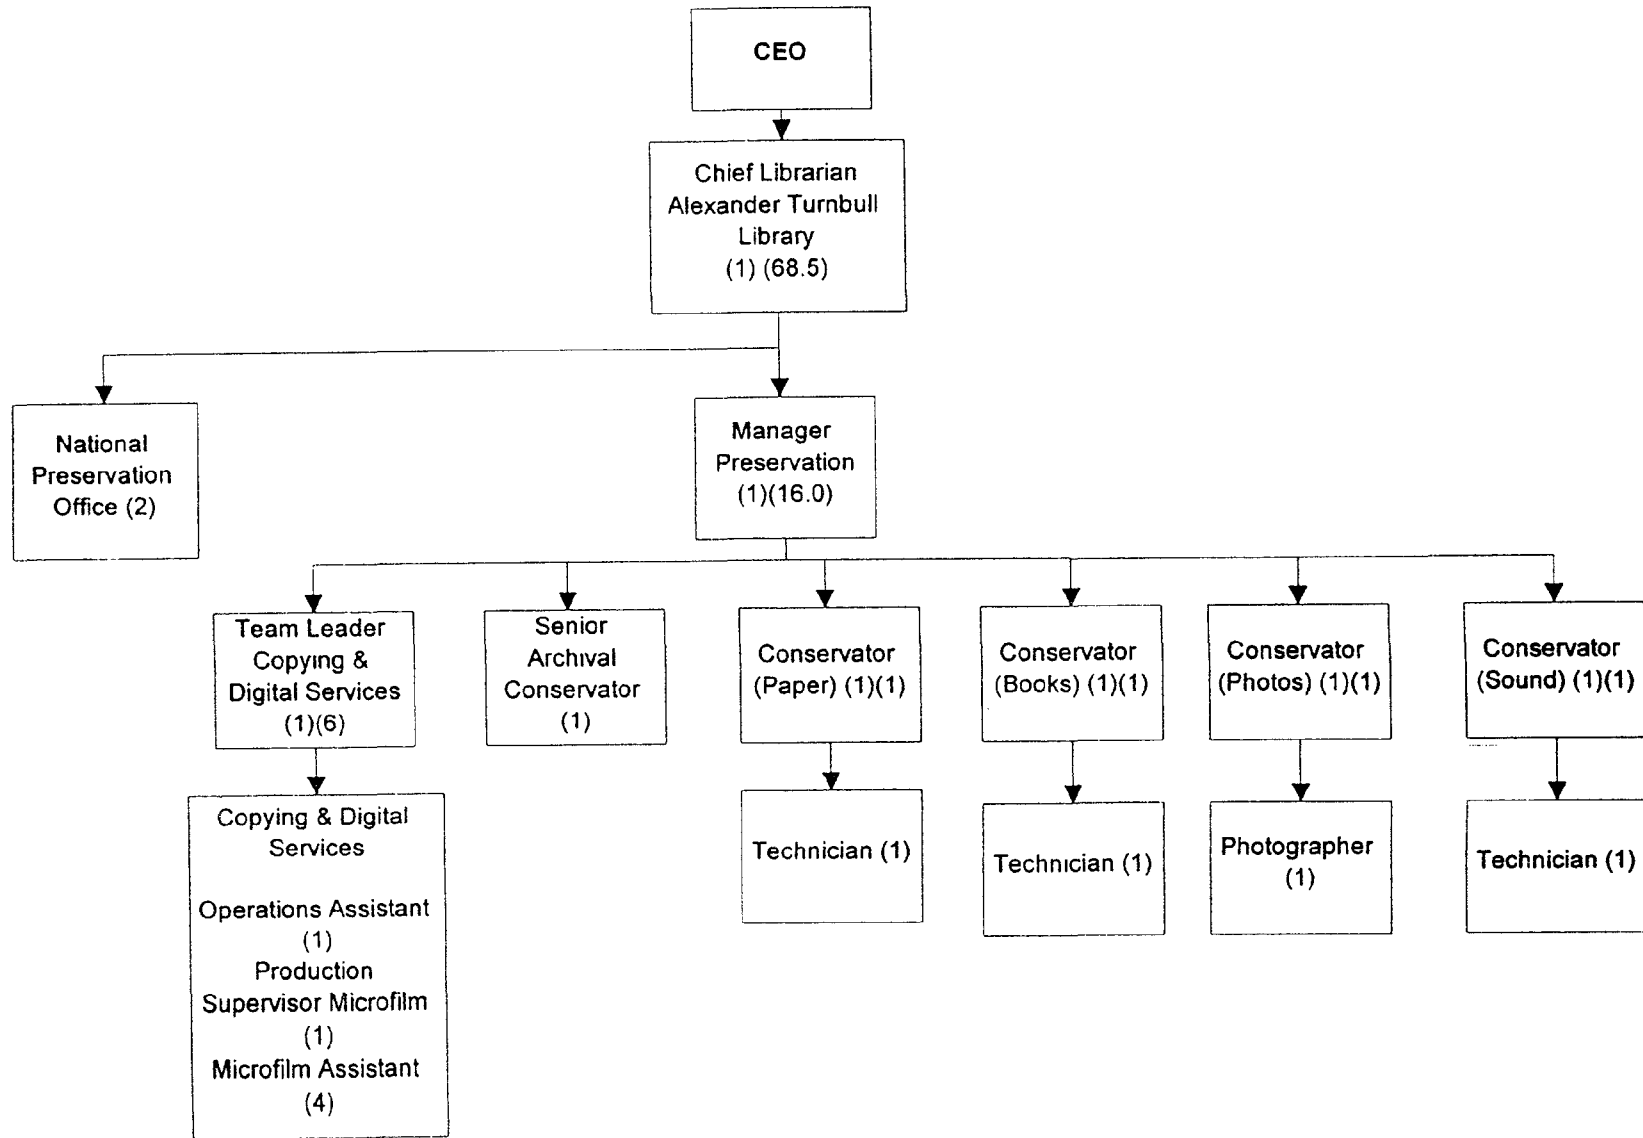 CEO
Chief Librarian
Alexander Turnbull
Library
(1) (68.5)
National
Preservation
Office (2)
Manager
Preservation
(1)(16.0)
Team Leader
Copying &
Digital Services
(1)(6)
Senior
Archival
Conservator
(1)
Conservator
(Paper) (1)(1)
Conservator
(Books) (1)(1)
Conservator
(Photos) (1)(1)
Conservator
(Sound) (1)(1)
Copying & Digital
Services
Operations Assistant
(1)
Production
Supervisor Microfilm
(1)
Microfilm Assistant
(4)
Technician (1)
Technician (1)
Photographer
(1)
Technician (1)